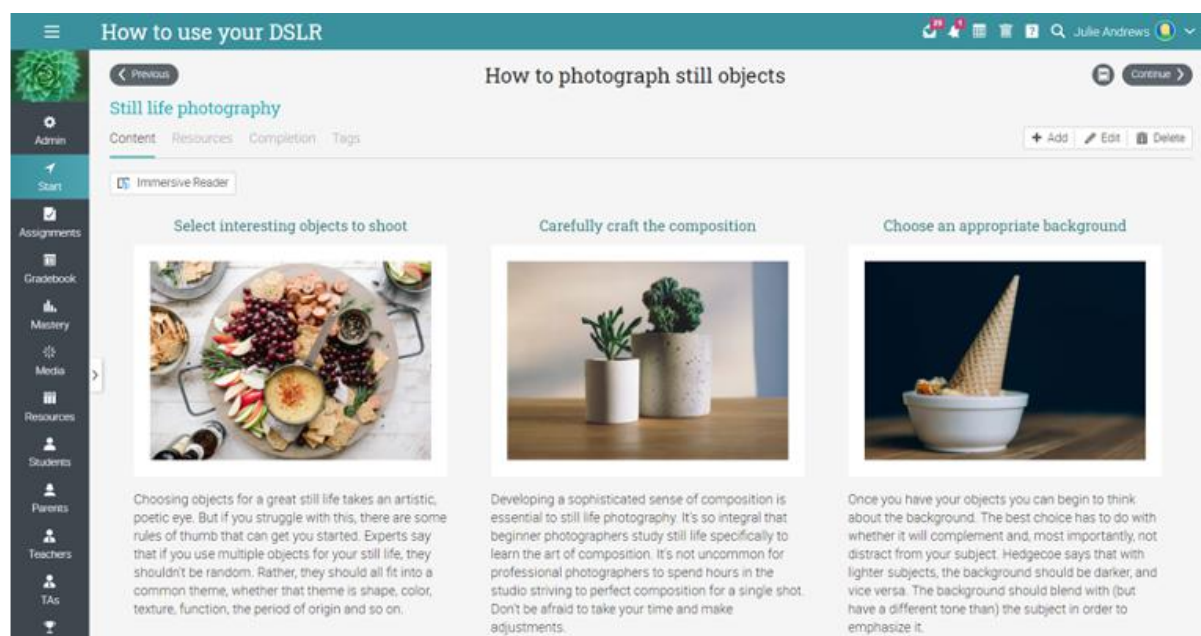 How to use your DSLR
Julie Andrews
Previous
How to photograph still objects
Continue
Still life photography
Content Resources Completion Tags
Add Edit Delete
Immersive Reader
Admin
Start
Assignments
Gradebook
Mastery
Media
Resources
Students
Parents
Teachers
TAs
Select interesting objects to shoot
Choosing objects for a great still life takes an artistic,
poetic eye. But if you struggle with this, there are some
rules of thumb that can get you started. Experts say
that if you use multiple objects for your still life, they
shouldn't be random. Rather, they should all fit into a
common theme, whether that theme is shape, color,
texture, function, the period of origin and so on.
Carefully craft the composition
Developing a sophisticated sense of composition is
essential to still life photography. It's so integral that
beginner photographers study still life specifically to
learn the art of composition. It's not uncommon for
professional photographers to spend hours in the
studio striving to perfect composition for a single shot.
Don't be afraid to take your time and make
adjustments.
Choose an appropriate background
Once you have your objects you can begin to think
about the background. The best choice has to do with
whether it will complement and, most importantly, not
distract from your subject. Hedgecoe says that with
lighter subjects, the background should be darker, and
vice versa. The background should blend with (but
have a different tone than) the subject in order to
emphasize it.